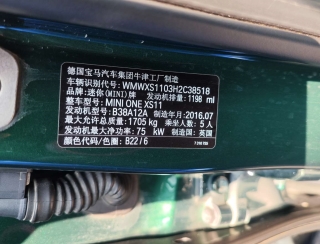 德国宝马汽车集团牛津工厂制造
车辆识别代号: WMWXS1103H2C38518
品牌: 迷你(MINI)牌 发动机排量: 1198 ml
整车型号: MINI ONE XS11
发动机型号: B38A12A 制造年月: 2016.07
最大允许总质量: 1705 kg 乘坐人数: 5 人
最大净功率: 75 kW 制造国: 英国
颜色代码/色圈: B22/6